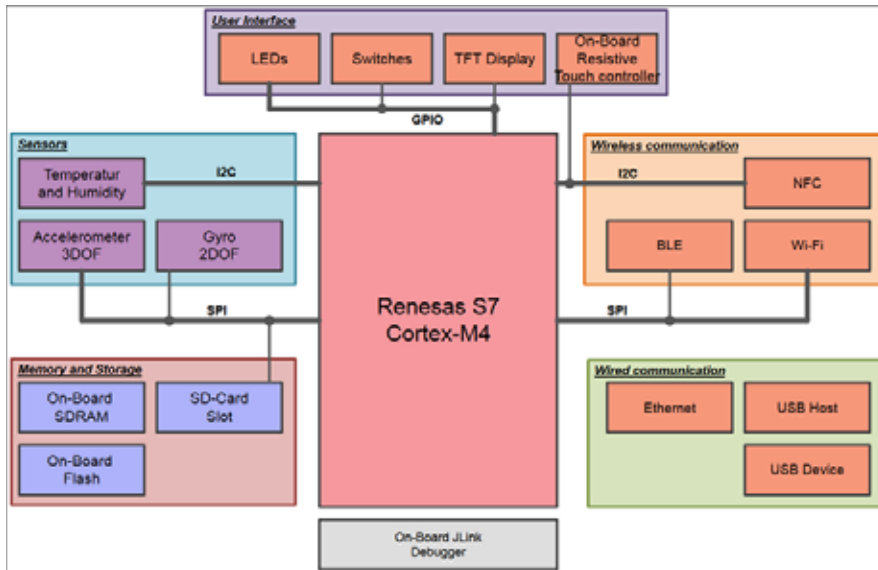 User Interface
LEDs
Switches
TFT Display
On-Board
Resistive
Touch controller
GPIO
Sensors
Temperatur
and Humidity
I2C
Accelerometer
3DOF
Gyro
2DOF
SPI
Renesas S7
Cortex-M4
Wireless communication
I2C
NFC
BLE
Wi-Fi
SPI
Memory and Storage
On-Board
SDRAM
SD-Card
Slot
On-Board
Flash
Wired communication
Ethernet
USB Host
USB Device
On-Board JLink
Debugger